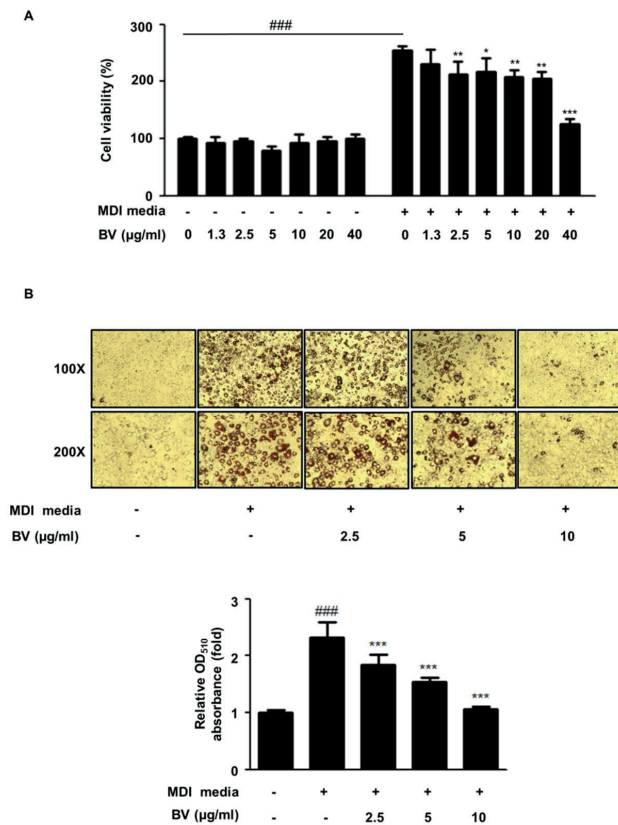 A
###
300
200
100
0
Cell viability (%)
** * ** ** ***
MDI media - - - - - - - + + + + + + +
BV (µg/ml) 0 1.3 2.5 5 10 20 40 0 1.3 2.5 5 10 20 40
B
100X
200X
MDI media - + + + +
BV (µg/ml) - - 2.5 5 10
3
2
1
0
Relative OD510
absorbance (fold)
### *** *** ***
MDI media - + + + +
BV (µg/ml) - - 2.5 5 10